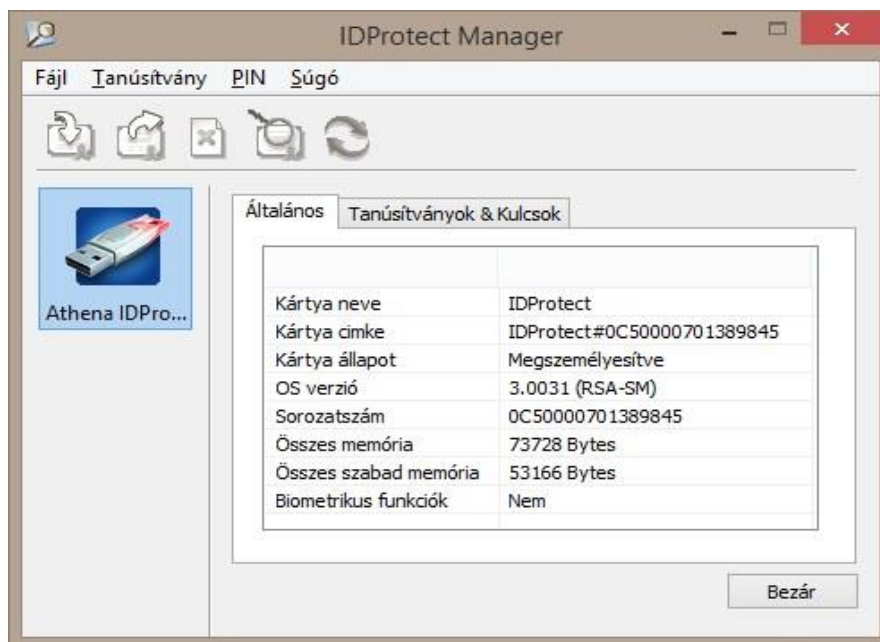 IDProtect Manager
Fájl Tanúsítvány PIN Súgó
Általános Tanúsítványok & Kulcsok
Athena IDPro...
Kártya neve IDProtect
Kártya cimke IDProtect#0C50000701389845
Kártya állapot Megszemélyesítve
OS verzió 3.0031 (RSA-SM)
Sorozatszám 0C50000701389845
Összes memória 73728 Bytes
Összes szabad memória 53166 Bytes
Biometrikus funkciók Nem
Bezár